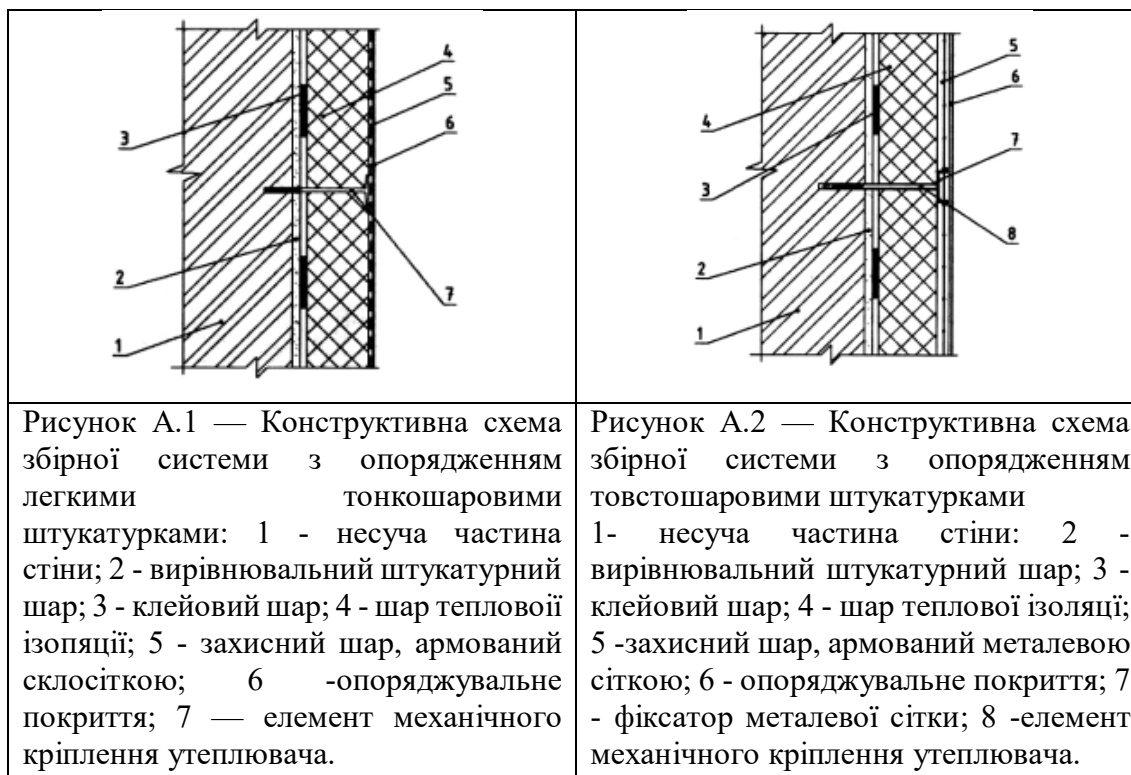 4
5
6
3
2
7
1
5
6
4
7
3
8
2
1
Рисунок А.1 — Конструктивна схема
збірної системи з опорядженням
легкими тонкошаровими
штукатурками: 1 - несуча частина
стіни; 2 - вирівнювальний штукатурний
шар; 3 - клейовий шар; 4 - шар тепловоїі
ізопяції; 5 - захисний шар, армований
склосіткою; 6 -опоряджувальне
покриття; 7 — елемент механічного
кріплення утеплювача.
Рисунок А.2 — Конструктивна схема
збірної системи з опорядженням
товстошаровими штукатурками
1- несуча частина стіни: 2 -
вирівнювальний штукатурний шар; 3 -
клейовий шар; 4 - шар теплової ізоляцї;
5 -захисний шар, армований металевою
сіткою; 6 - опоряджувальне покриття; 7
- фіксатор металевої сітки; 8 -елемент
механічного кріплення утеплювача.